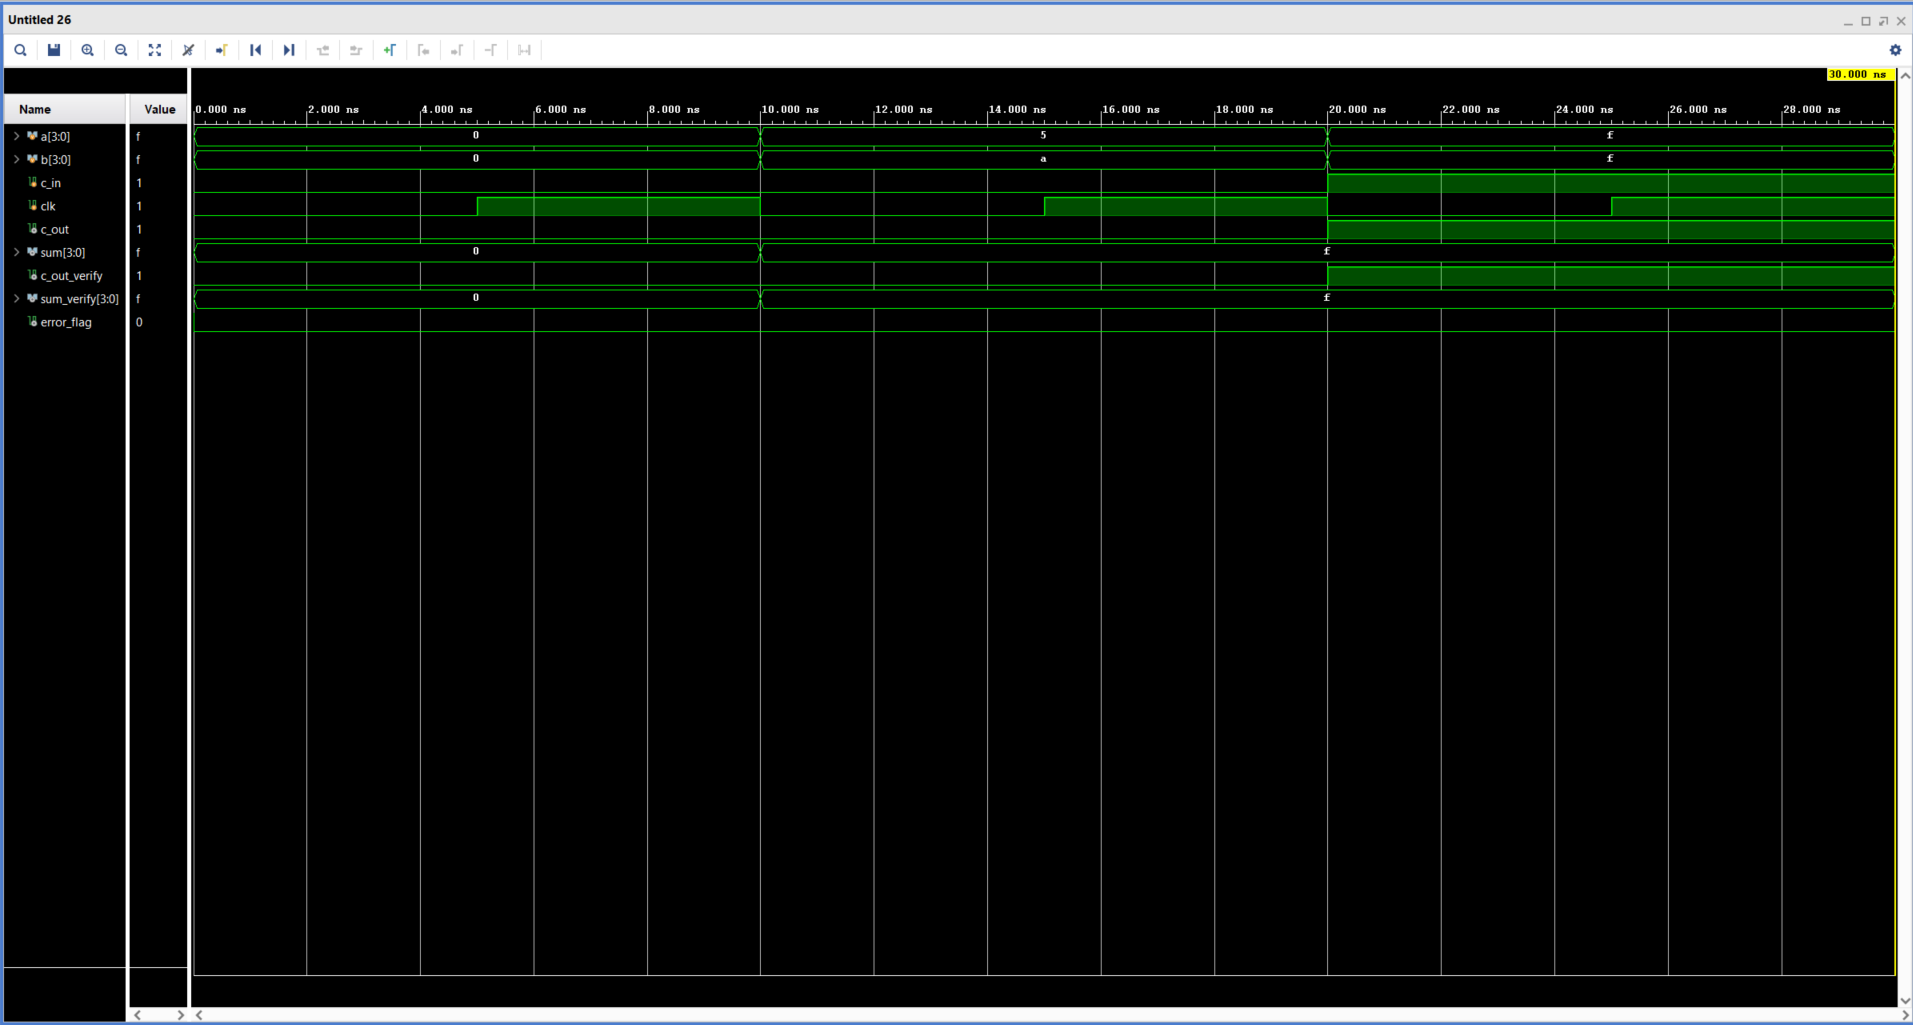 Untitled 26
30.000 ns
Name Value 0.000 ns 2.000 ns 4.000 ns 6.000 ns 8.000 ns 10.000 ns 12.000 ns 14.000 ns 16.000 ns 18.000 ns 20.000 ns 22.000 ns 24.000 ns 26.000 ns 28.000 ns
a[3:0] f 0 5 f
b[3:0] f 0 a f
c_in 1
clk 1
c_out 1
sum[3:0] f 0 f
c_out_verify 1
sum_verify[3:0] f 0 f
error_flag 0